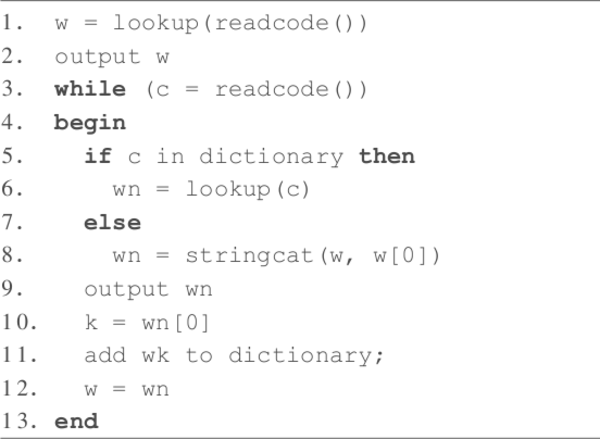 1. w = lookup(readcode())
2. output w
3. while (c = readcode())
4. begin
5. if c in dictionary then
6. wn = lookup(c)
7. else
8. wn = stringcat(w, w[0])
9. output wn
10. k = wn[0]
11. add wk to dictionary;
12. w = wn
13. end